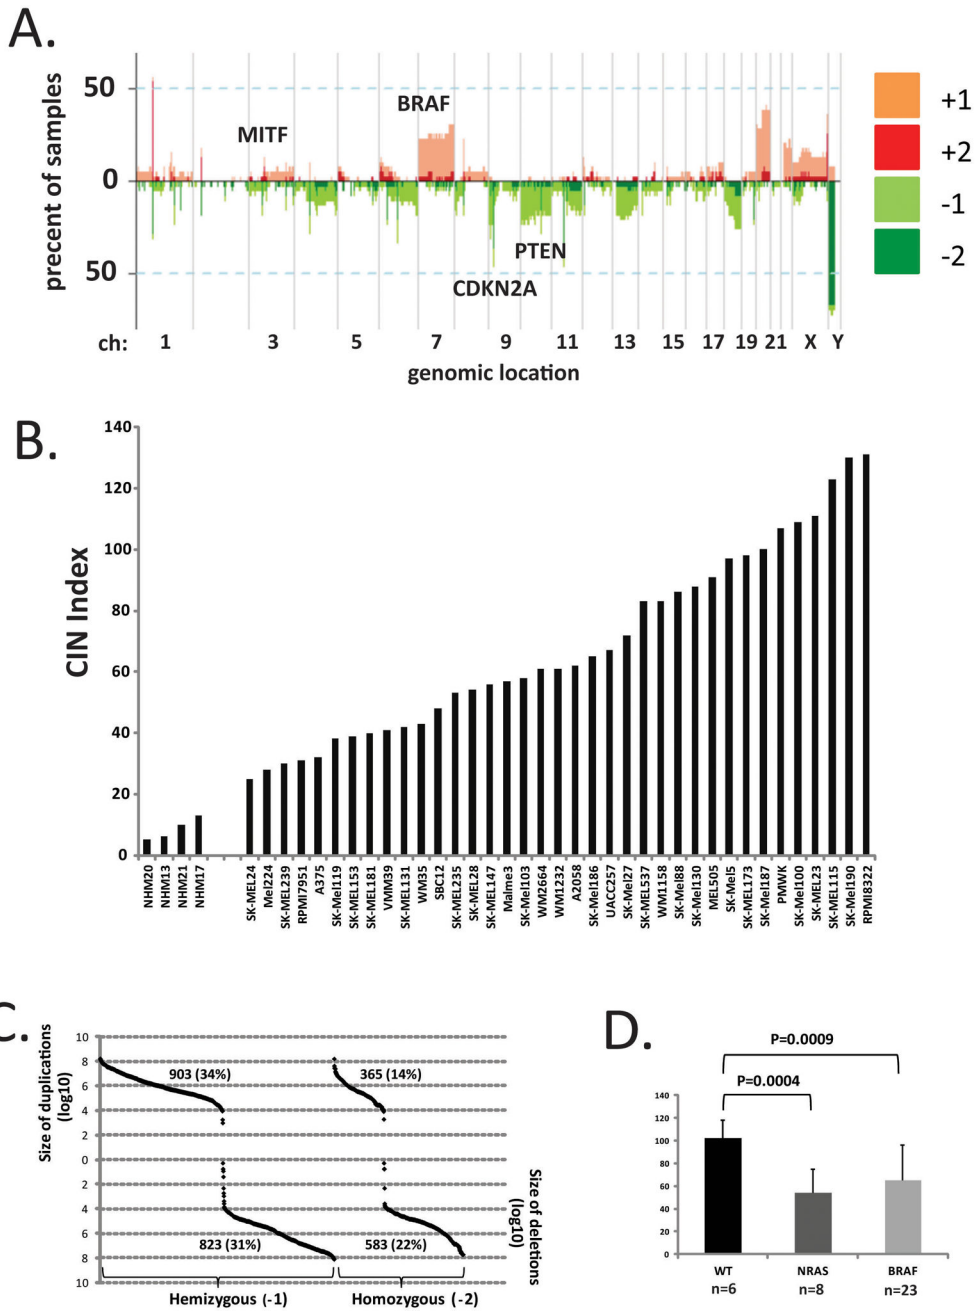 A.
precent of samples
50
0
50
MITF
BRAF
PTEN
CDKN2A
+1
+2
-1
-2
ch: 1 3 5 7 9 11 13 15 17 19 21 X Y
genomic location
B.
CIN Index
140
120
100
80
60
40
20
0
NHM20
NHM13
NHM21
NHM17
SK-MEL24
Mel224
SK-MEL239
RPMI7951
A375
SK-Mel119
SK-MEL153
SK-MEL181
VMM39
SK-MEL131
WM35
SBC12
SK-MEL235
SK-MEL28
SK-MEL147
Malme3
SK-Mel103
WM2664
WM1232
A2058
SK-Mel186
UACC257
SK-Mel27
SK-MEL537
WM1158
SK-Mel88
SK-Mel130
MEL505
SK-Mel5
SK-MEL173
SK-Mel187
PMWK
SK-Mel100
SK-MEL23
SK-MEL115
SK-Mel190
RPMI8322
C.
Size of duplications
(log10)
10
8
6
4
2
0
2
4
6
8
10
903 (34%)
365 (14%)
823 (31%)
583 (22%)
Size of deletions
(log10)
Hemizygous (-1)
Homozygous (-2)
D.
P=0.0009
P=0.0004
140
120
100
80
60
40
20
0
WT NRAS BRAF
n=6 n=8 n=23